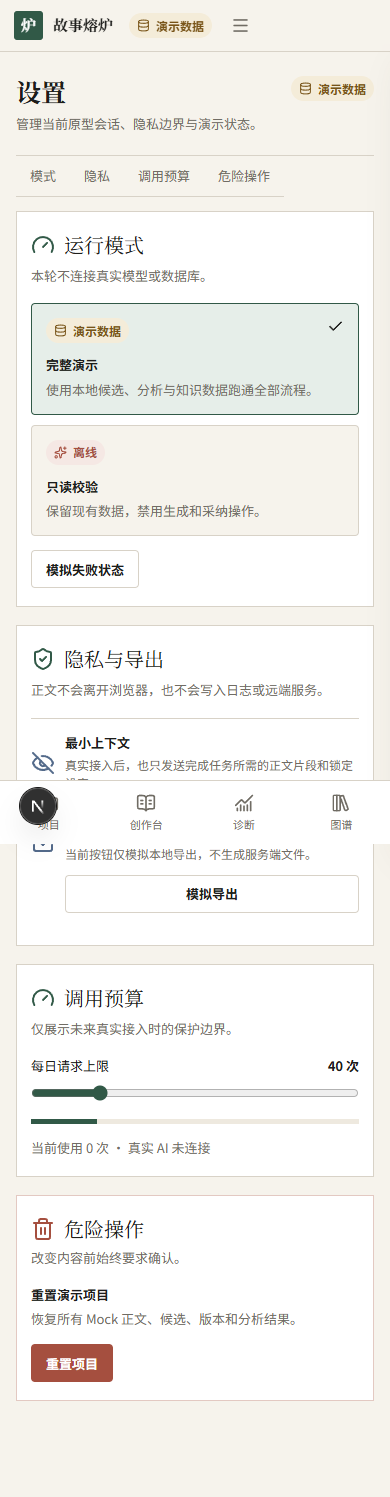 炉 故事熔炉 演示数据
设置 演示数据
管理当前原型会话、隐私边界与演示状态。
模式 隐私 调用预算 危险操作
运行模式
本轮不连接真实模型或数据库。
演示数据
完整演示
使用本地候选、分析与知识数据跑通全部流程。
离线
只读校验
保留现有数据，禁用生成和采纳操作。
模拟失败状态
隐私与导出
正文不会离开浏览器，也不会写入日志或远端服务。
最小上下文
真实接入后，也只发送完成任务所需的正文片段和锁定
N
项目 创作台 诊断 图谱
当前按钮仅模拟本地导出，不生成服务端文件。
模拟导出
调用预算
仅展示未来真实接入时的保护边界。
每日请求上限 40 次
当前使用 0 次 · 真实 AI 未连接
危险操作
改变内容前始终要求确认。
重置演示项目
恢复所有 Mock 正文、候选、版本和分析结果。
重置项目